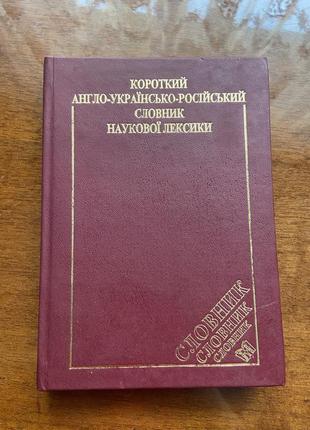 КОРОТКИЙ
АНГЛО-УКРАЇНСЬКО-РОСІЙСЬКИЙ
СЛОВНИК
НАУКОВОЇ ЛЕКСИКИ
СЛОВНИК
СЛОВНИК
СЛОВНИК